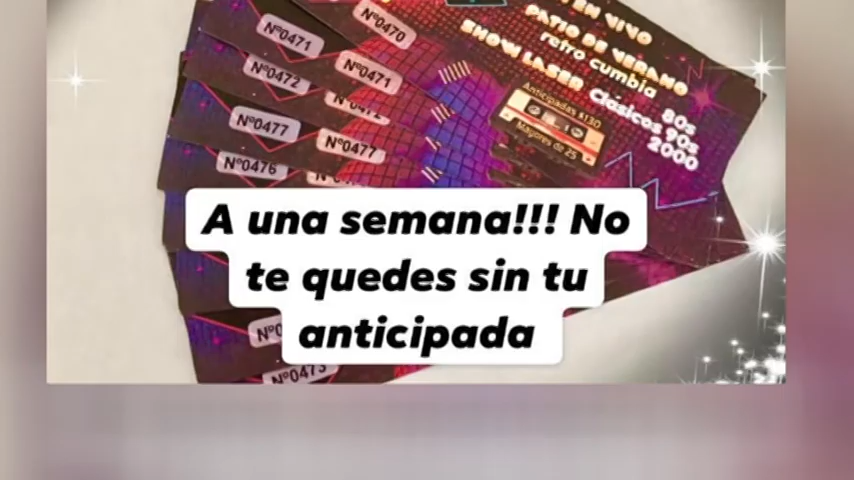 Nº0470
Nº0471
Nº0471
Nº0472
Nº0472
Nº0477
Nº0477
Nº0476
Nº0473
EN VIVO
PATIO DE VERANO
retro cumbia
SHOW LASER Clásicos 80s
90s
2000
Anticipadas $130
Mayores de 25
A una semana!!! No
te quedes sin tu
anticipada